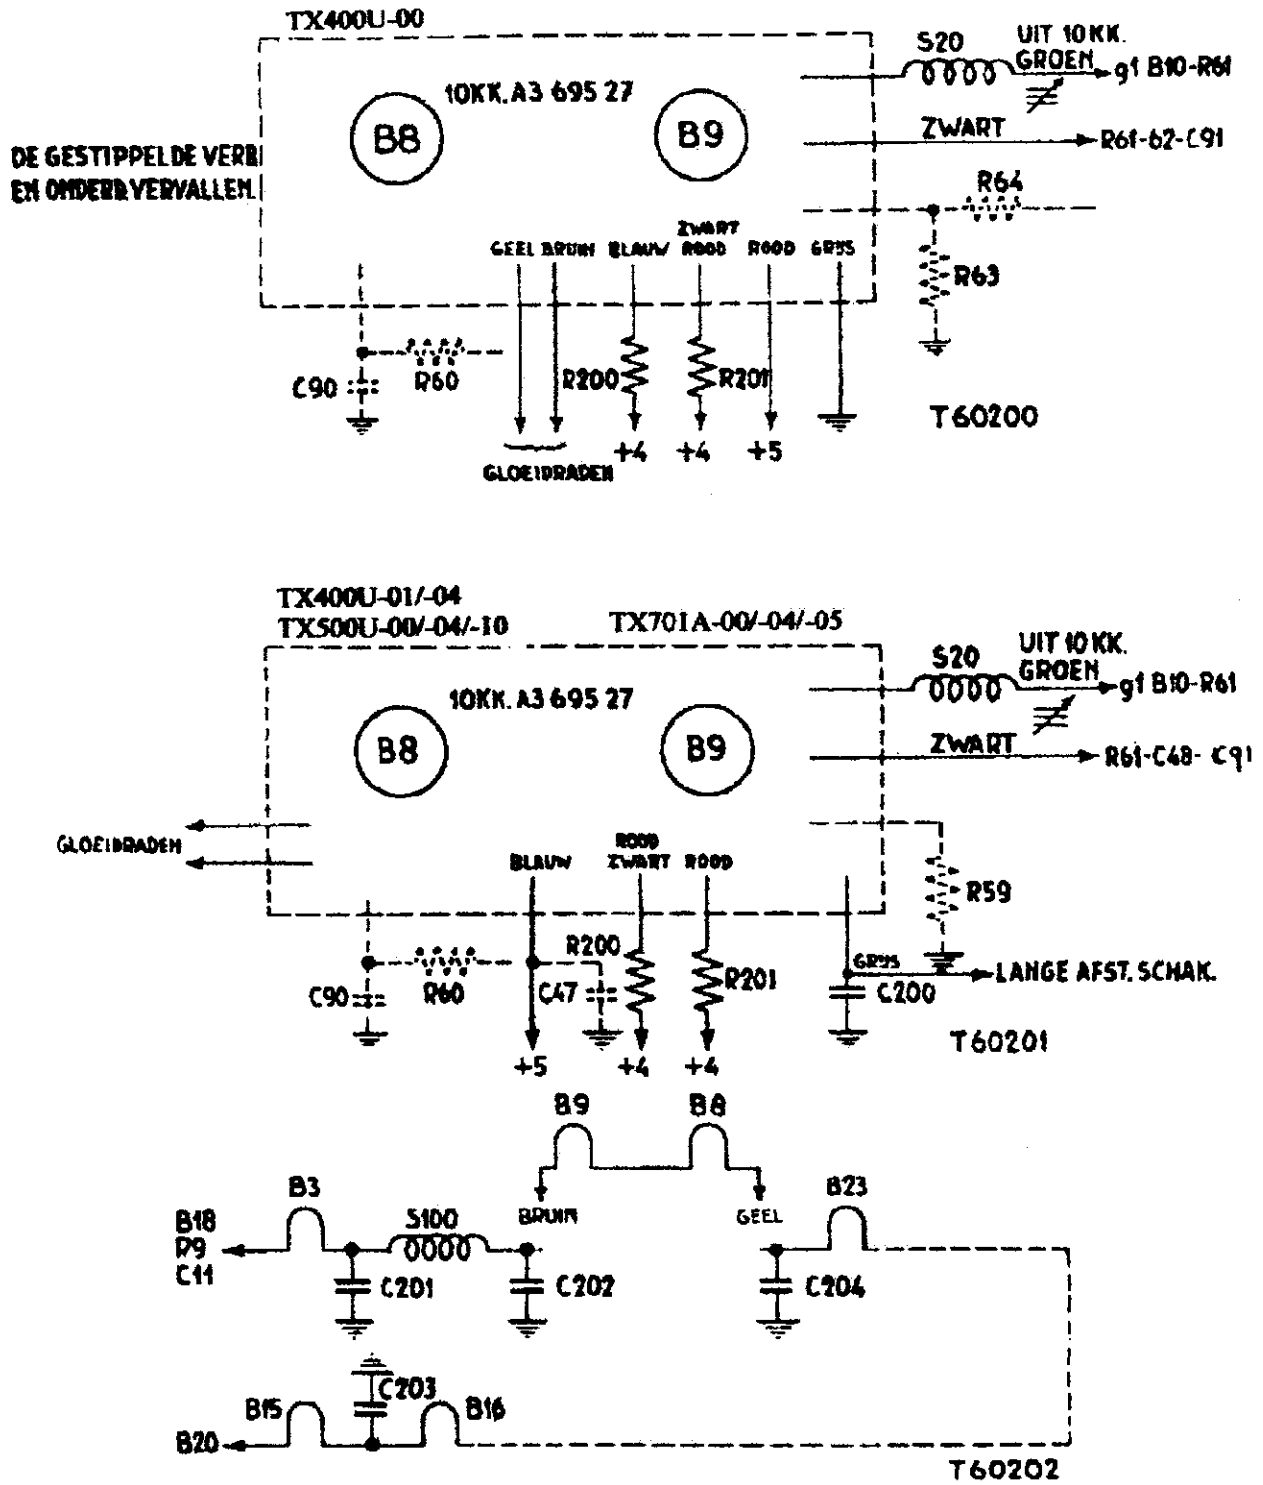 TX400U-00
S20
UIT 10KK.
GROEN
g1 B10-R61
10KK. A3 695 27
B8
B9
ZWART
R61-62-C91
DE GESTIPPELDE VERB
EN ONDERD. VERVALLEN.
R64
GEEL BRUIN BLAUW ZWART ROOD ROOD GRYS
R63
C90
R60
R200
R201
T60200
+4
+4
+5
GLOEIDRADEN
TX400U-01/-04
TX500U-00/-04/-10
TX701A-00/-04/-05
S20
UIT 10KK.
GROEN
g1 B10-R61
10KK. A3 695 27
B8
B9
ZWART
R61-C48- C91
GLOEIDRADEN
BLAUW
ROOD
ZWART
ROOD
R59
R200
GRYS
LANGE AFST. SCHAK.
C90
R60
C47
R201
C200
T60201
+5
+4
+4
B9
B8
B3
S100
BRUIN
GEEL
B23
B18
R9
C11
C201
C202
C204
C203
B15
B16
B20
T60202